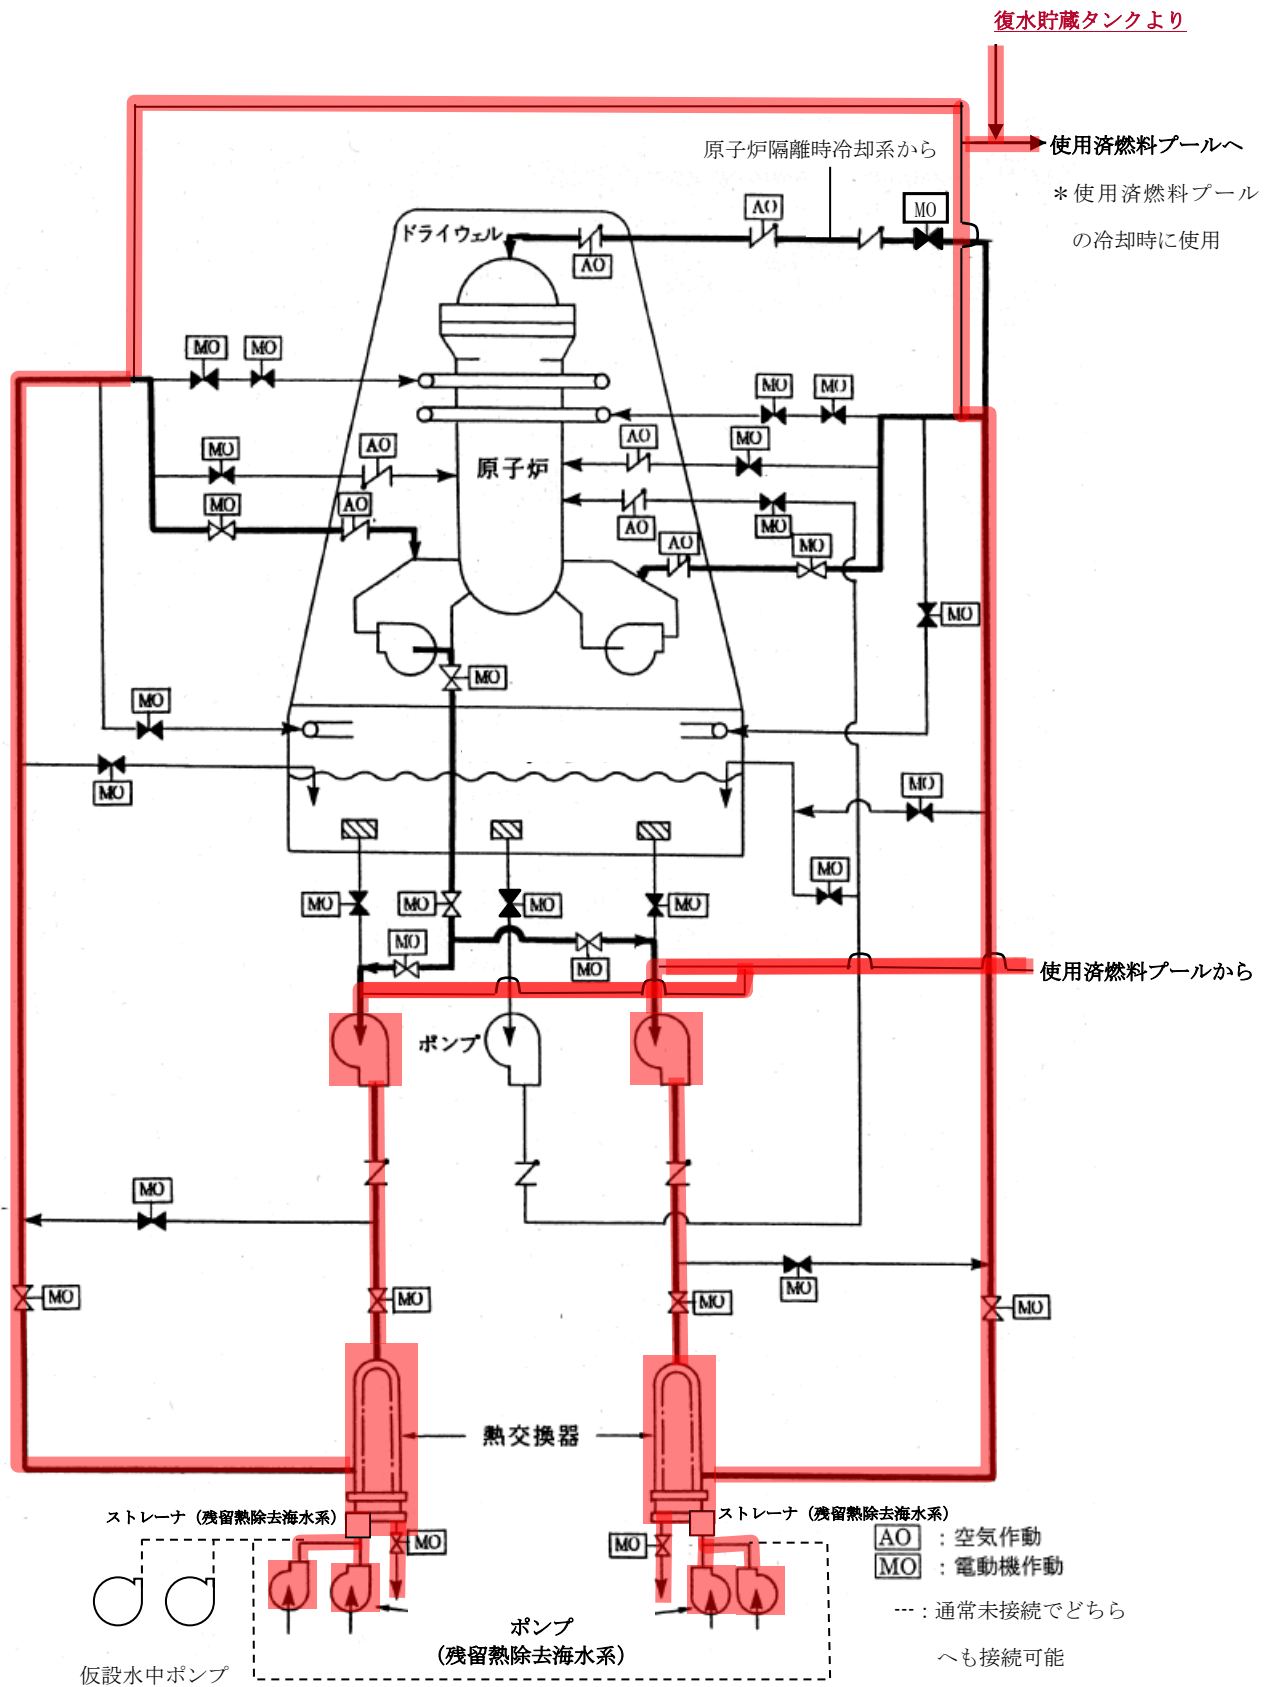 復水貯蔵タンクより
原子炉隔離時冷却系から
使用済燃料プールへ
*使用済燃料プール
の冷却時に使用
AO
MO
ドライウェル
AO
MO
MO
MO
MO
MO
AO
AO
MO
原子炉
MO
AO
AO
MO
AO
MO
MO
MO
MO
MO
MO
MO
MO
MO
MO
MO
MO
MO
MO
使用済燃料プールから
ポンプ
MO
MO
MO
MO
MO
MO
熱交換器
ストレーナ（残留熱除去海水系）
ストレーナ（残留熱除去海水系）
MO
MO
AO ：空気作動
MO ：電動機作動
---：通常未接続でどちら
へも接続可能
ポンプ
（残留熱除去海水系）
仮設水中ポンプ